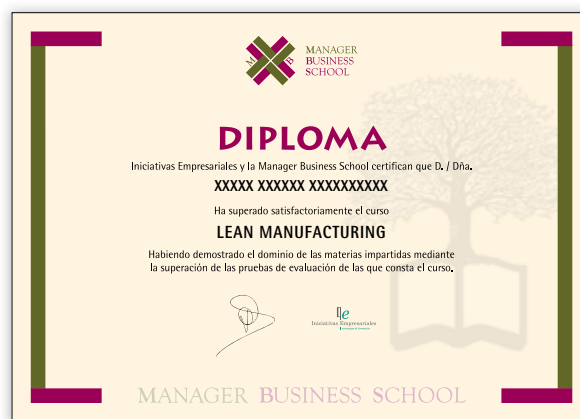 M B
MANAGER
BUSINESS
SCHOOL
DIPLOMA
Iniciativas Empresariales y la Manager Business School certifican que D. / Dña.
XXXXX XXXXXX XXXXXXXXXX
Ha superado satisfactoriamente el curso
LEAN MANUFACTURING
Habiendo demostrado el dominio de las materias impartidas mediante
la superación de las pruebas de evaluación de las que consta el curso.
Ie
Iniciativas Empresariales
MANAGER BUSINESS SCHOOL